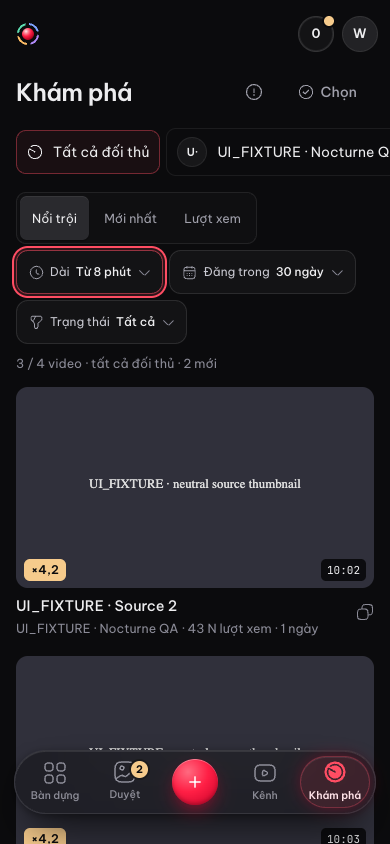 0 W
Khám phá
Chọn
Tất cả đối thủ
U· UI_FIXTURE · Nocturne Q
Nổi trội Mới nhất Lượt xem
Dài Từ 8 phút Đăng trong 30 ngày
Trạng thái Tất cả
3 / 4 video · tất cả đối thủ · 2 mới
UI_FIXTURE · neutral source thumbnail
×4,2 10:02
UI_FIXTURE · Source 2
UI_FIXTURE · Nocturne QA · 43 N lượt xem · 1 ngày
2
Bàn dựng Duyệt + Kênh Khám phá
×4,2 10:03